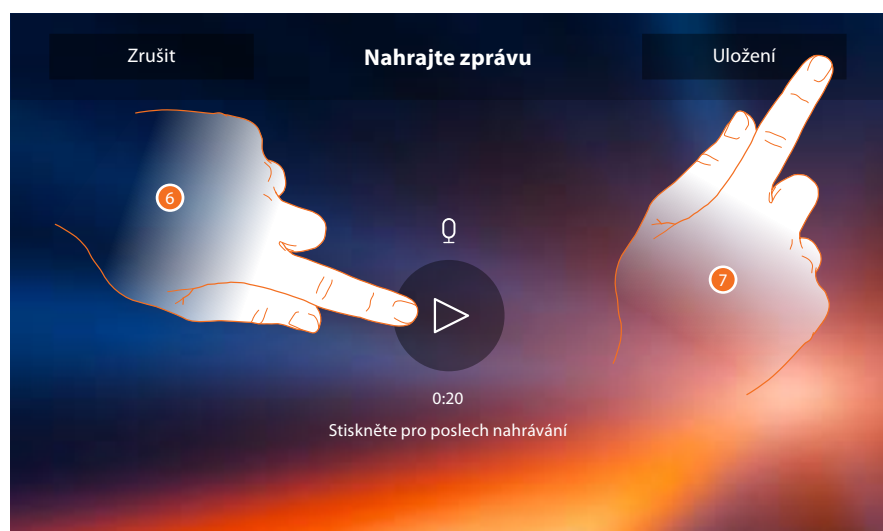 Zrušit
Nahrajte zprávu
Uložení
6
7
0:20
Stiskněte pro poslech nahrávání